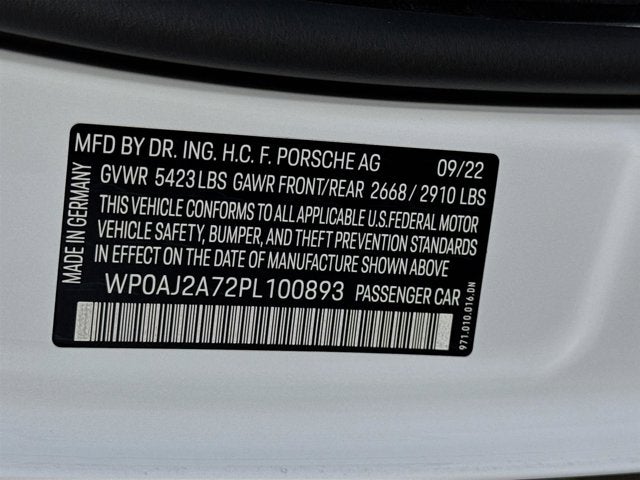 MFD BY DR. ING. H.C. F. PORSCHE AG 09/22
GVWR 5423 LBS GAWR FRONT/REAR 2668/2910 LBS
THIS VEHICLE CONFORMS TO ALL APPLICABLE U.S.FEDERAL MOTOR
VEHICLE SAFETY, BUMPER, AND THEFT PREVENTION STANDARDS
IN EFFECT ON THE DATE OF MANUFACTURE SHOWN ABOVE
WP0AJ2A72PL100893 PASSENGER CAR
MADE IN GERMANY
971.010.016.DN